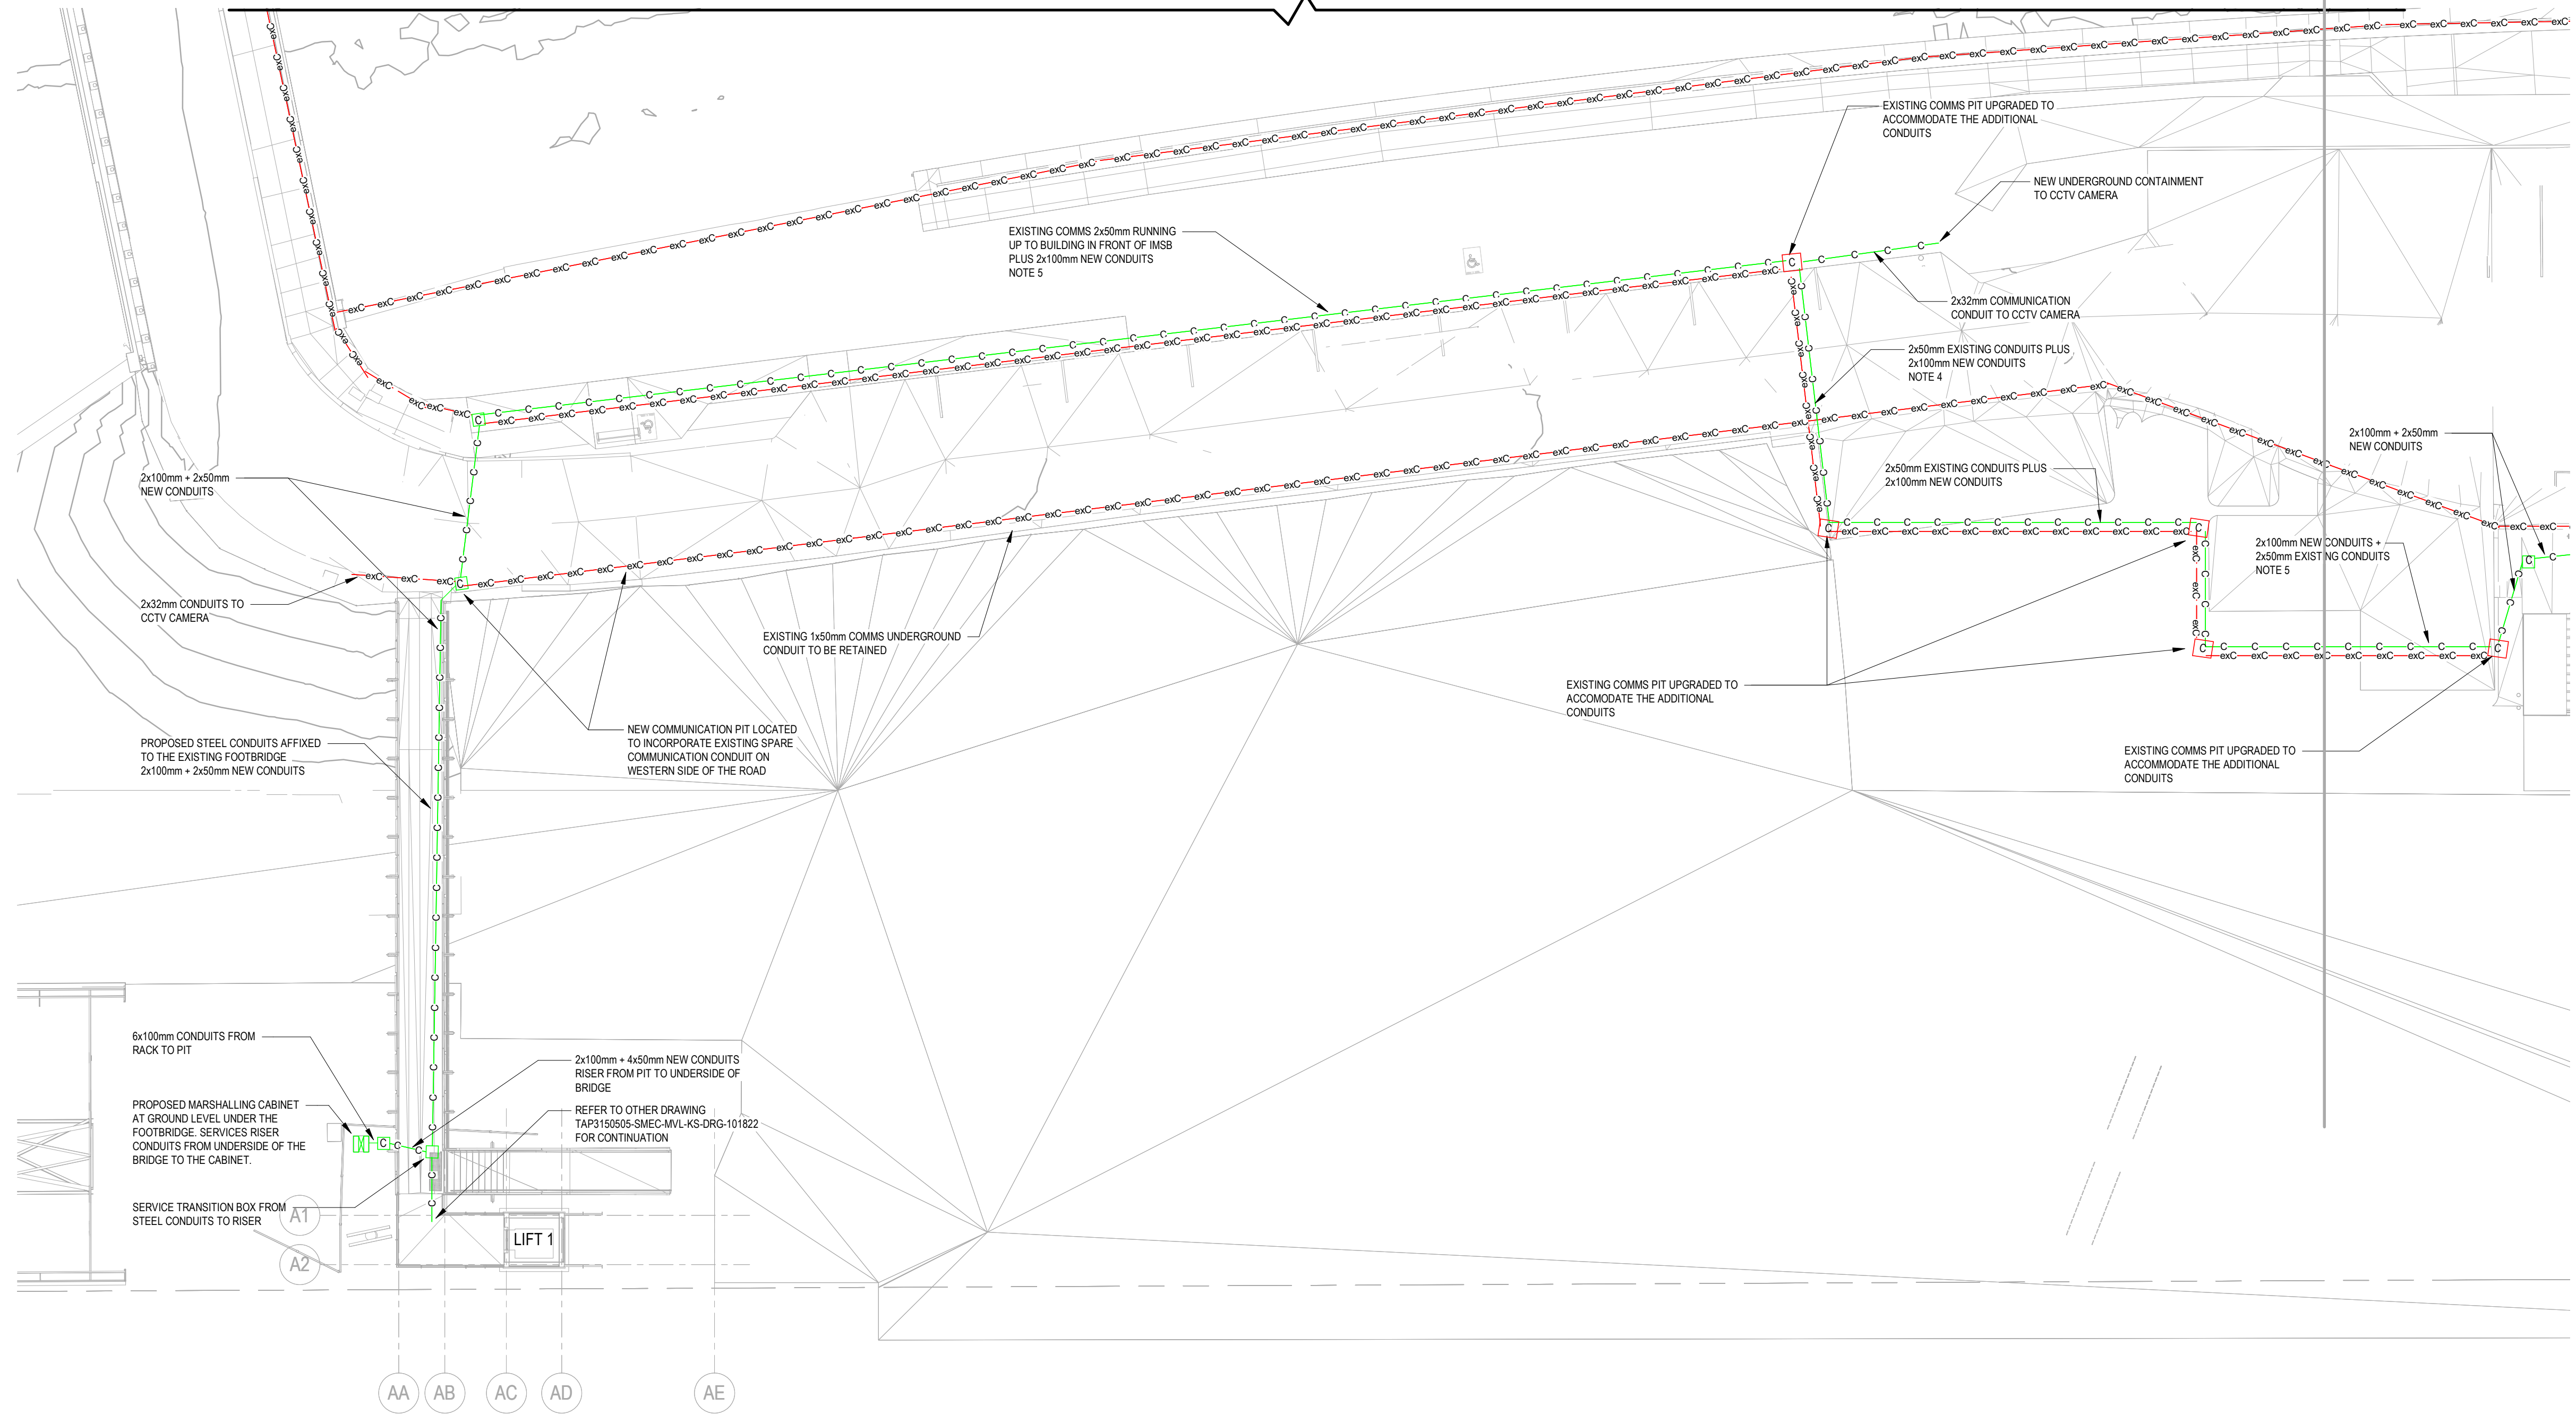 EXISTING COMMS PIT UPGRADED TO
ACCOMMODATE THE ADDITIONAL
CONDUITS
NEW UNDERGROUND CONTAINMENT
TO CCTV CAMERA
EXISTING COMMS 2x50mm RUNNING
UP TO BUILDING IN FRONT OF IMSB
PLUS 2x100mm NEW CONDUITS
NOTE 5
2x32mm COMMUNICATION
CONDUIT TO CCTV CAMERA
2x50mm EXISTING CONDUITS PLUS
2x100mm NEW CONDUITS
NOTE 4
2x100mm + 2x50mm
NEW CONDUITS
2x50mm EXISTING CONDUITS PLUS
2x100mm NEW CONDUITS
2x100mm + 2x50mm
NEW CONDUITS
2x100mm NEW CONDUITS +
2x50mm EXISTING CONDUITS
NOTE 5
2x32mm CONDUITS TO
CCTV CAMERA
EXISTING 1x50mm COMMS UNDERGROUND
CONDUIT TO BE RETAINED
EXISTING COMMS PIT UPGRADED TO
ACCOMODATE THE ADDITIONAL
CONDUITS
NEW COMMUNICATION PIT LOCATED
TO INCORPORATE EXISTING SPARE
COMMUNICATION CONDUIT ON
WESTERN SIDE OF THE ROAD
PROPOSED STEEL CONDUITS AFFIXED
TO THE EXISTING FOOTBRIDGE
2x100mm + 2x50mm NEW CONDUITS
EXISTING COMMS PIT UPGRADED TO
ACCOMMODATE THE ADDITIONAL
CONDUITS
6x100mm CONDUITS FROM
RACK TO PIT
2x100mm + 4x50mm NEW CONDUITS
RISER FROM PIT TO UNDERSIDE OF
BRIDGE
PROPOSED MARSHALLING CABINET
AT GROUND LEVEL UNDER THE
FOOTBRIDGE. SERVICES RISER
CONDUITS FROM UNDERSIDE OF THE
BRIDGE TO THE CABINET.
REFER TO OTHER DRAWING
TAP3150505-SMEC-MVL-KS-DRG-101822
FOR CONTINUATION
SERVICE TRANSITION BOX FROM
STEEL CONDUITS TO RISER
A1
LIFT 1
A2
AA AB AC AD AE